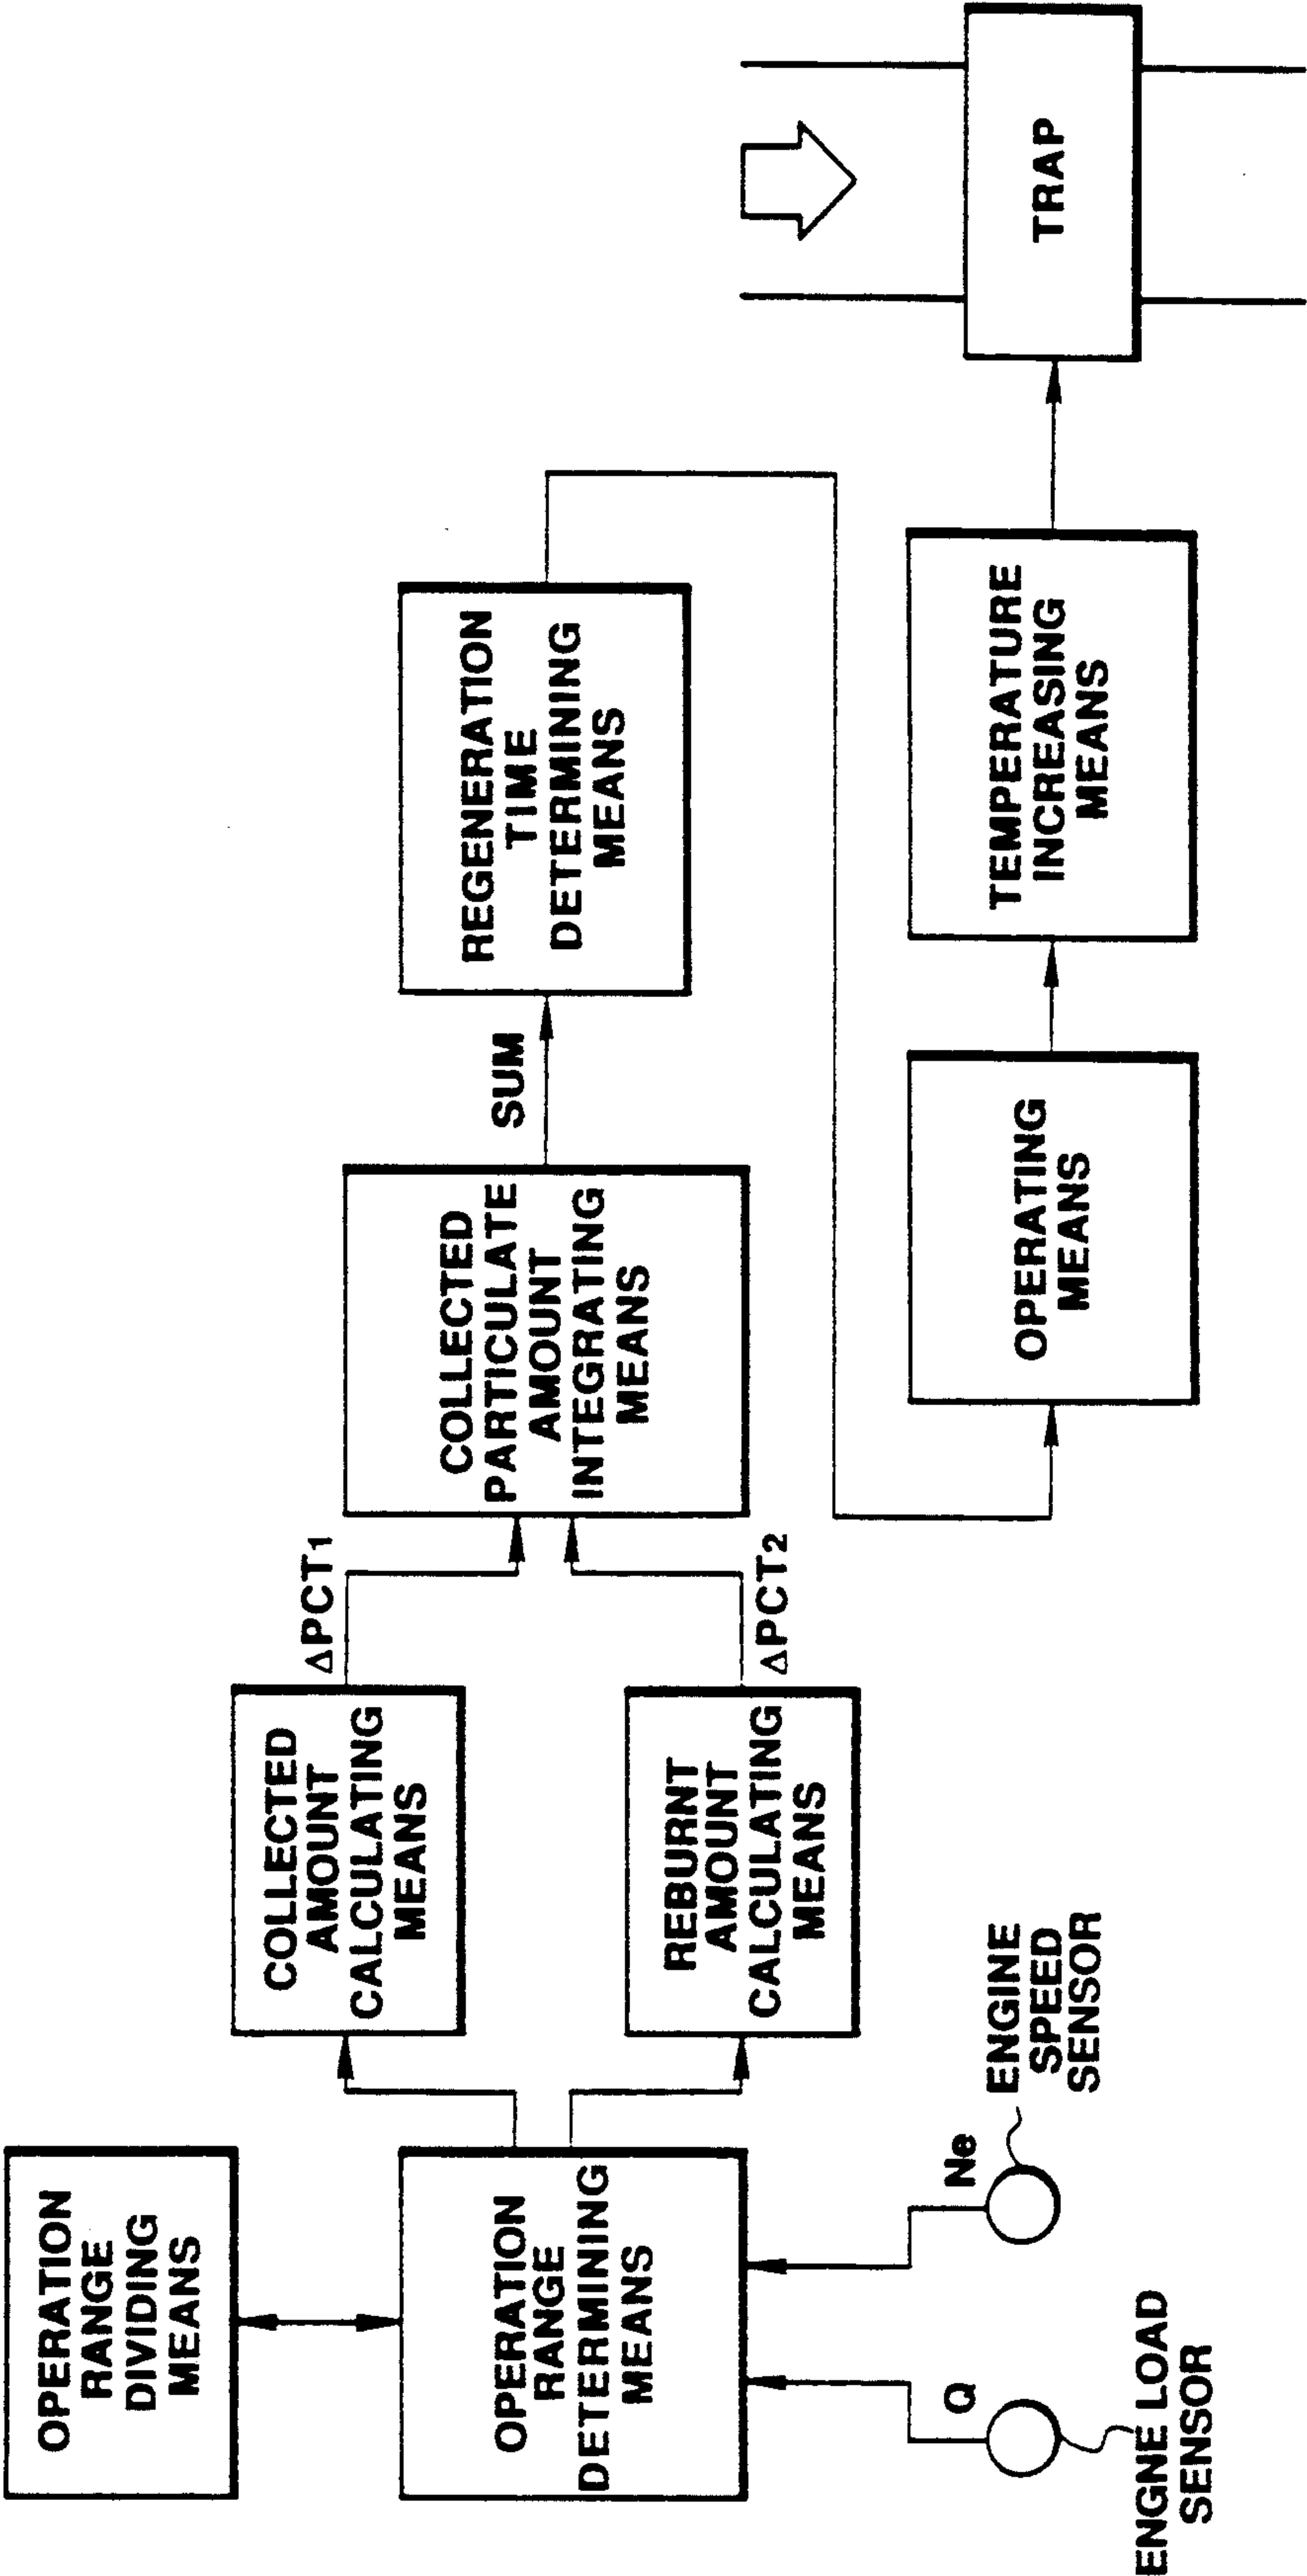 OPERATION
RANGE
DIVIDING
MEANS
OPERATION
RANGE
DETERMINING
MEANS
Q
ENGNE LOAD
SENSOR
Ne
ENGINE
SPEED
SENSOR
COLLECTED
AMOUNT
CALCULATING
MEANS
ΔPCT1
REBURNT
AMOUNT
CALCULATING
MEANS
ΔPCT2
COLLECTED
PARTICULATE
AMOUNT
INTEGRATING
MEANS
SUM
REGENERATION
TIME
DETERMINING
MEANS
OPERATING
MEANS
TEMPERATURE
INCREASING
MEANS
TRAP